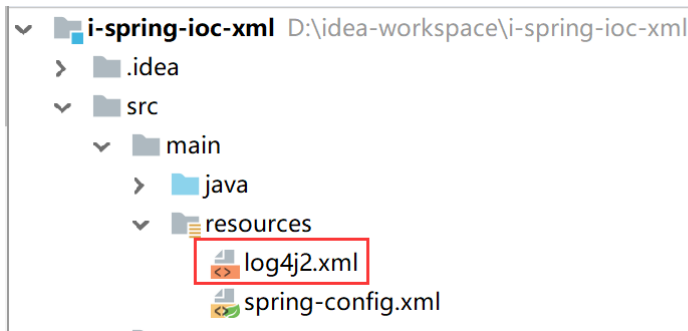 i-spring-ioc-xml D:\idea-workspace\i-spring-ioc-xml
.idea
src
main
java
resources
log4j2.xml
spring-config.xml